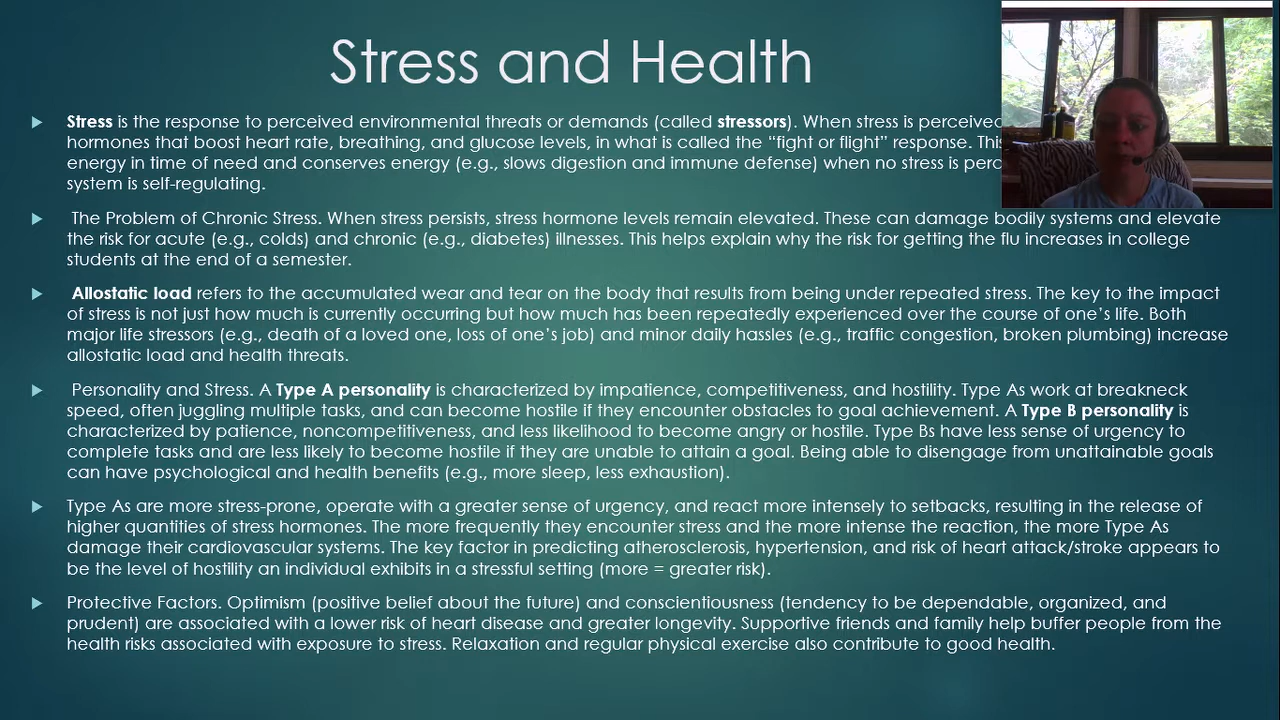 Stress and Health
Stress is the response to perceived environmental threats or demands (called stressors). When stress is perceived
hormones that boost heart rate, breathing, and glucose levels, in what is called the “fight or flight” response. This
energy in time of need and conserves energy (e.g., slows digestion and immune defense) when no stress is
system is self-regulating.
The Problem of Chronic Stress. When stress persists, stress hormone levels remain elevated. These can damage bodily systems and elevate
the risk for acute (e.g., colds) and chronic (e.g., diabetes) illnesses. This helps explain why the risk for getting the flu increases in college
students at the end of a semester.
Allostatic load refers to the accumulated wear and tear on the body that results from being under repeated stress. The key to the impact
of stress is not just how much is currently occurring but how much has been repeatedly experienced over the course of one’s life. Both
major life stressors (e.g., death of a loved one, loss of one’s job) and minor daily hassles (e.g., traffic congestion, broken plumbing) increase
allostatic load and health threats.
Personality and Stress. A Type A personality is characterized by impatience, competitiveness, and hostility. Type As work at breakneck
speed, often juggling multiple tasks, and can become hostile if they encounter obstacles to goal achievement. A Type B personality is
characterized by patience, noncompetitiveness, and less likelihood to become angry or hostile. Type Bs have less sense of urgency to
complete tasks and are less likely to become hostile if they are unable to attain a goal. Being able to disengage from unattainable goals
can have psychological and health benefits (e.g., more sleep, less exhaustion).
Type As are more stress-prone, operate with a greater sense of urgency, and react more intensely to setbacks, resulting in the release of
higher quantities of stress hormones. The more frequently they encounter stress and the more intense the reaction, the more Type As
damage their cardiovascular systems. The key factor in predicting atherosclerosis, hypertension, and risk of heart attack/stroke appears to
be the level of hostility an individual exhibits in a stressful setting (more = greater risk).
Protective Factors. Optimism (positive belief about the future) and conscientiousness (tendency to be dependable, organized, and
prudent) are associated with a lower risk of heart disease and greater longevity. Supportive friends and family help buffer people from the
health risks associated with exposure to stress. Relaxation and regular physical exercise also contribute to good health.